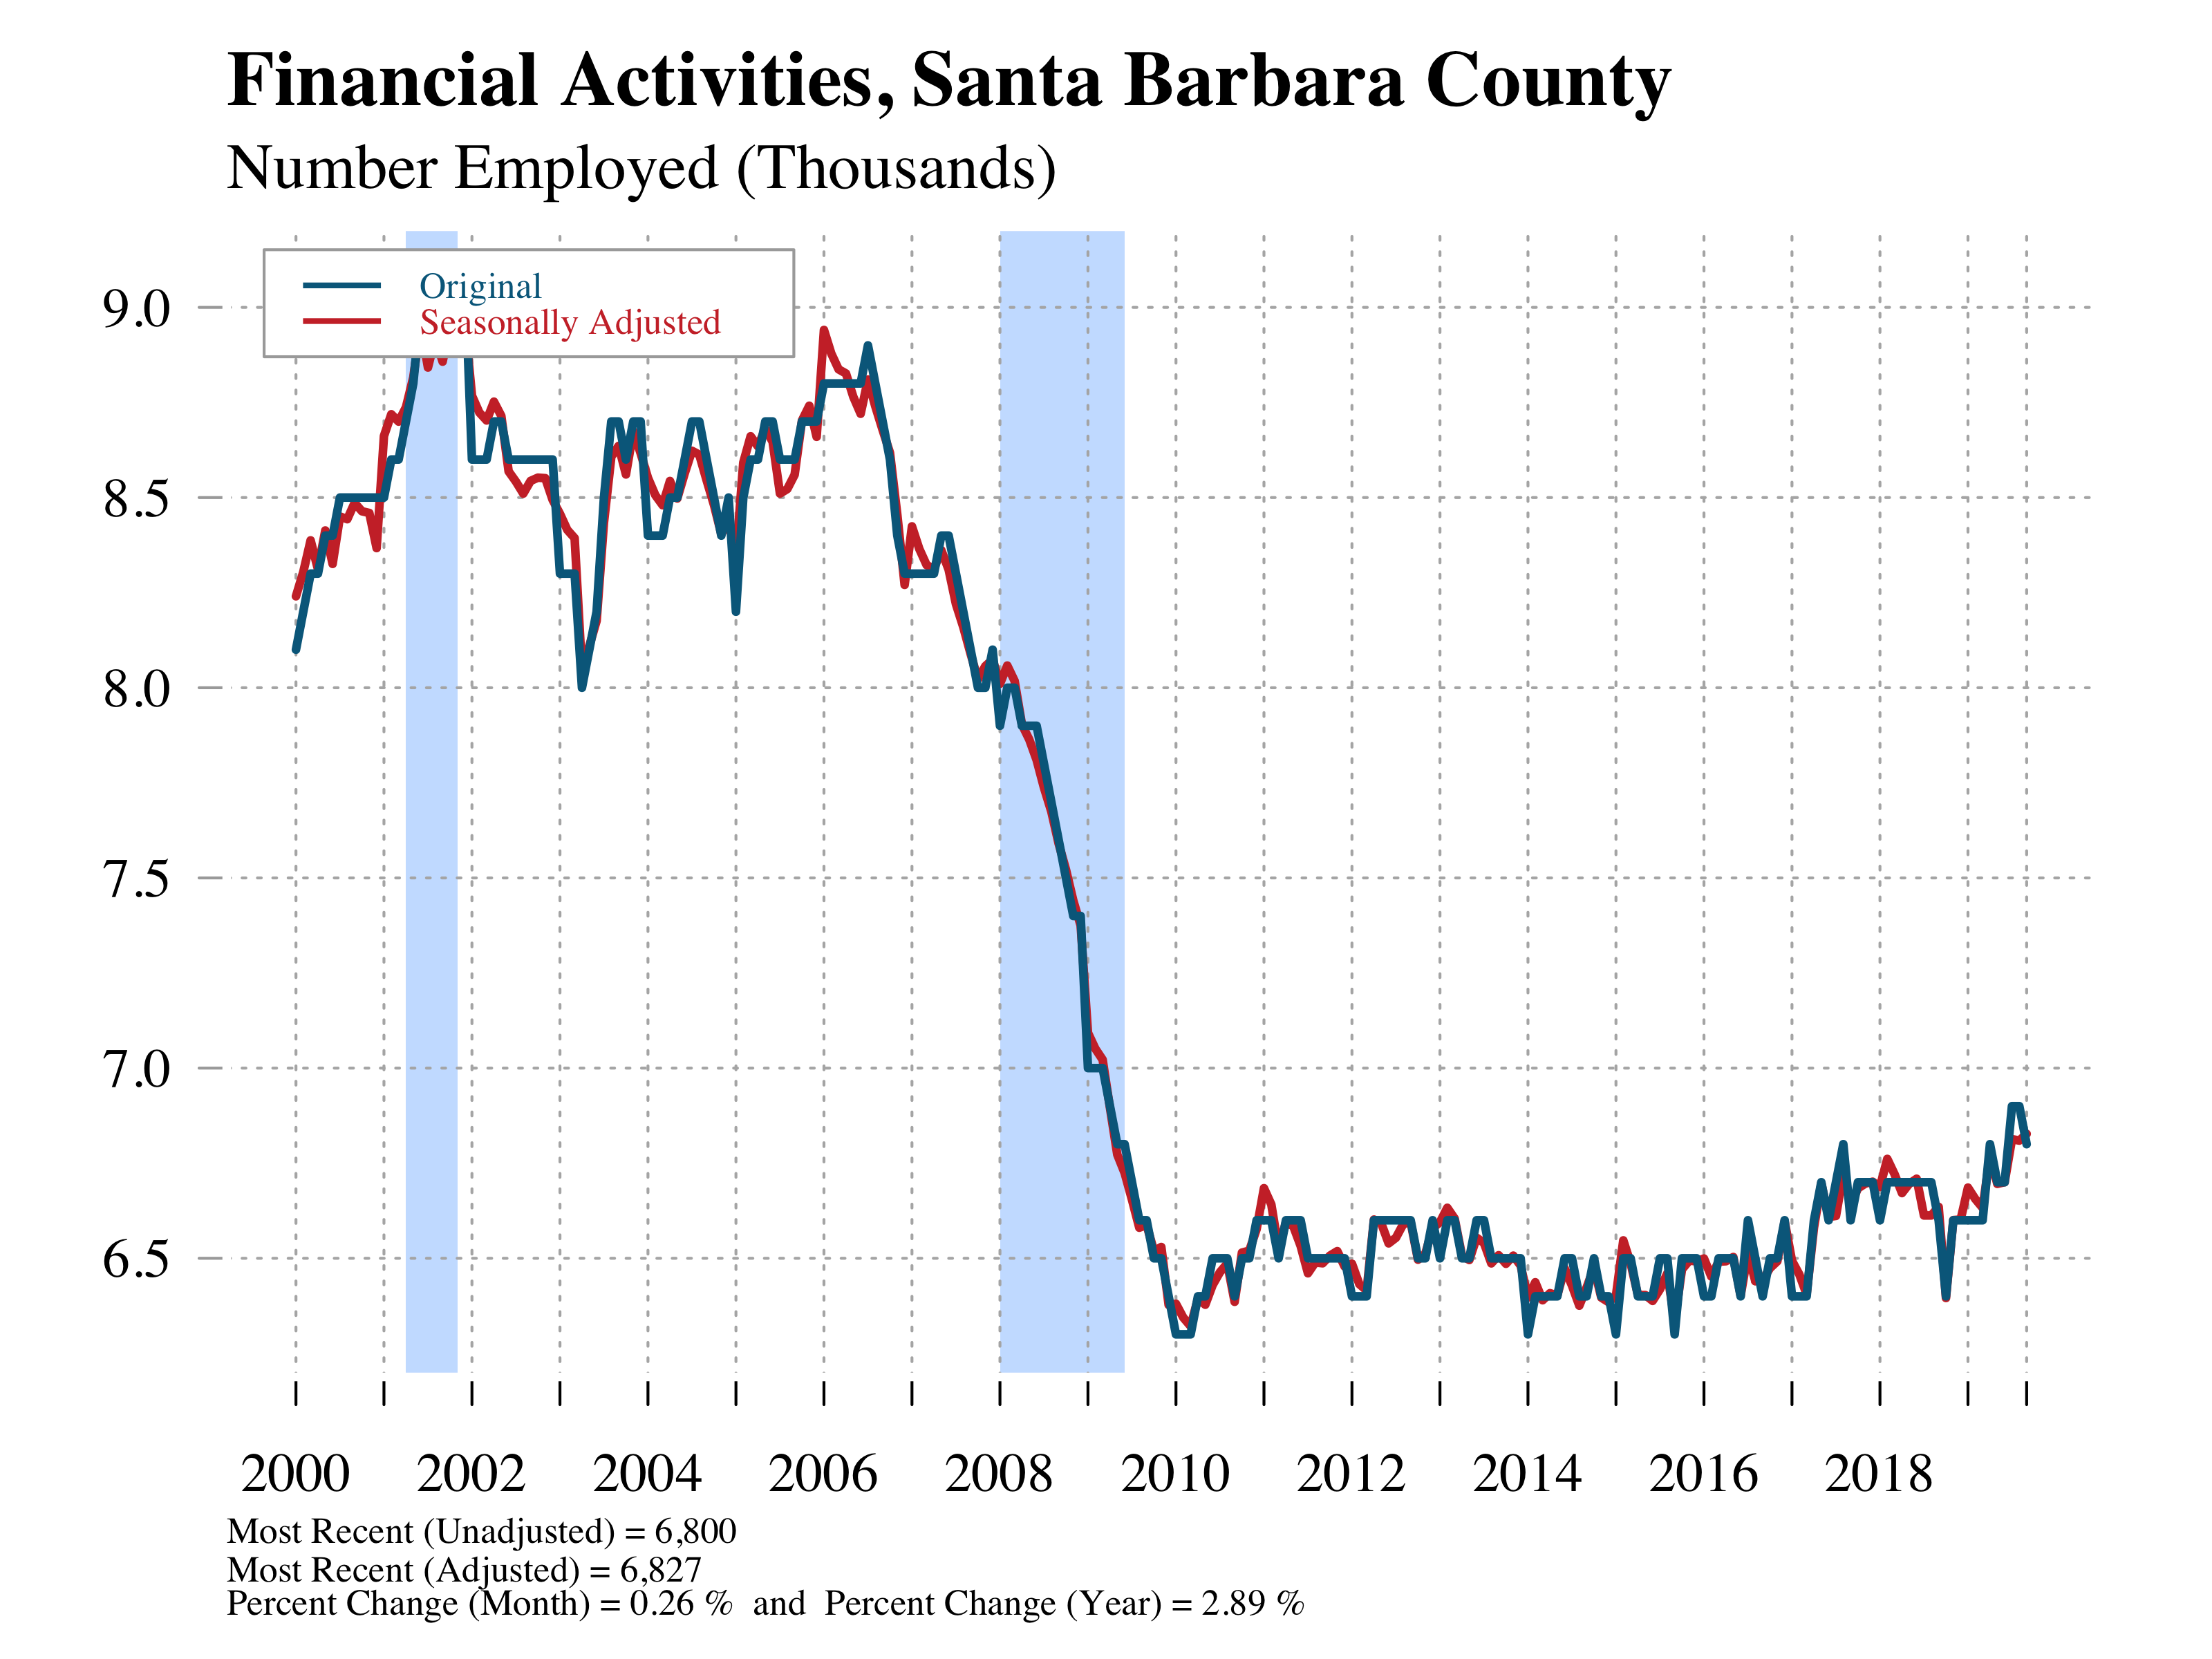 Financial Activities, Santa Barbara County
Number Employed (Thousands)
Original
Seasonally Adjusted
9.0
8.5
8.0
7.5
7.0
6.5
2000 2002 2004 2006 2008 2010 2012 2014 2016 2018
Most Recent (Unadjusted) = 6,800
Most Recent (Adjusted) = 6,827
Percent Change (Month) = 0.26 % and Percent Change (Year) = 2.89 %